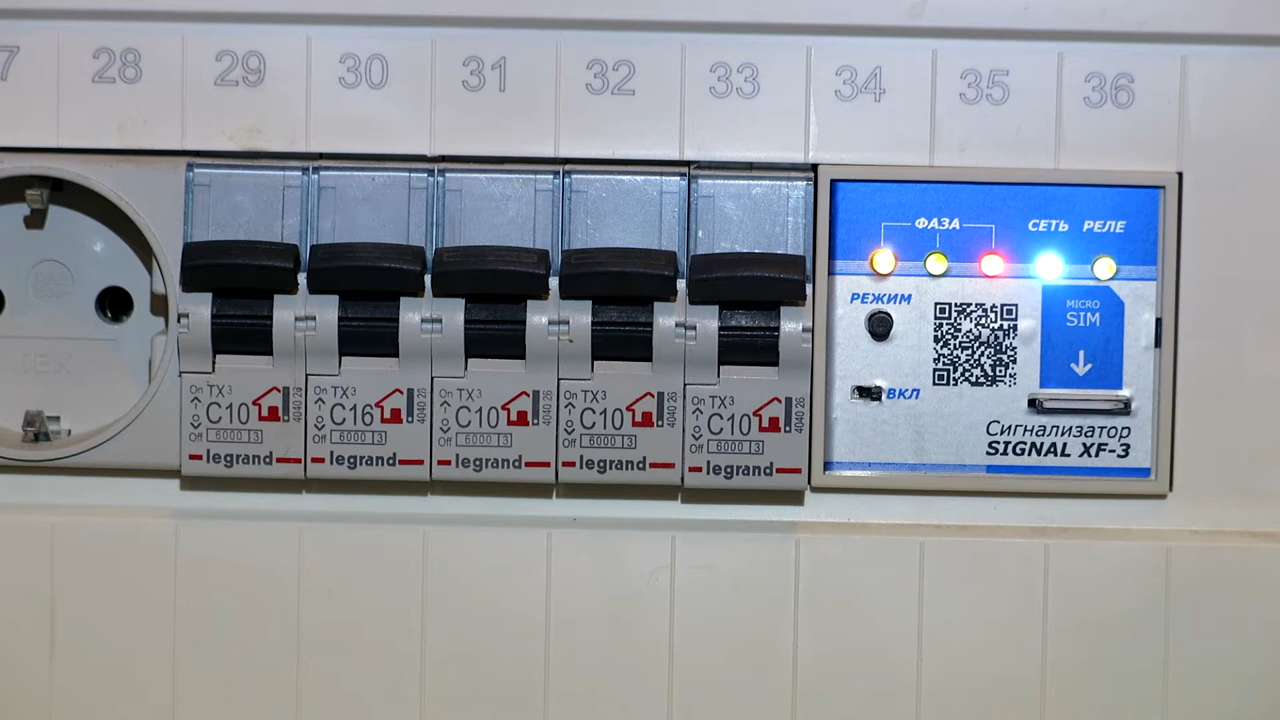 7 28 29 30 31 32 33 34 35 36
ФАЗА СЕТЬ РЕЛЕ
РЕЖИМ
MICRO
SIM
ВКЛ
Сигнализатор
SIGNAL XF-3
IEK
On TX³
C10
4040 26
Off 6000 3
legrand
On TX³
C16
4040 26
Off 6000 3
legrand
On TX³
C10
4040 26
Off 6000 3
legrand
On TX³
C10
4040 26
Off 6000 3
legrand
On TX³
C10
4040 26
Off 6000 3
legrand